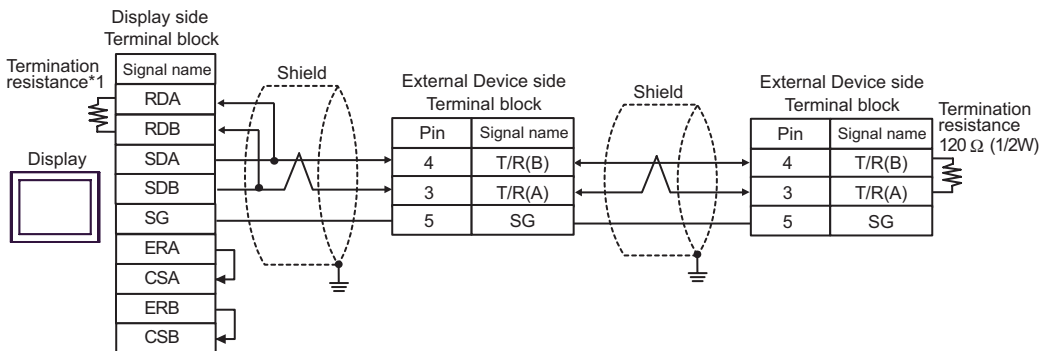 Display side
Terminal block
Termination
resistance*1
Signal name
RDA
RDB
SDA
SDB
SG
ERA
CSA
ERB
CSB
Display
Shield
External Device side
Terminal block
Pin Signal name
4 T/R(B)
3 T/R(A)
5 SG
Shield
External Device side
Terminal block
Pin Signal name
4 T/R(B)
3 T/R(A)
5 SG
Termination
resistance
120 Ω (1/2W)